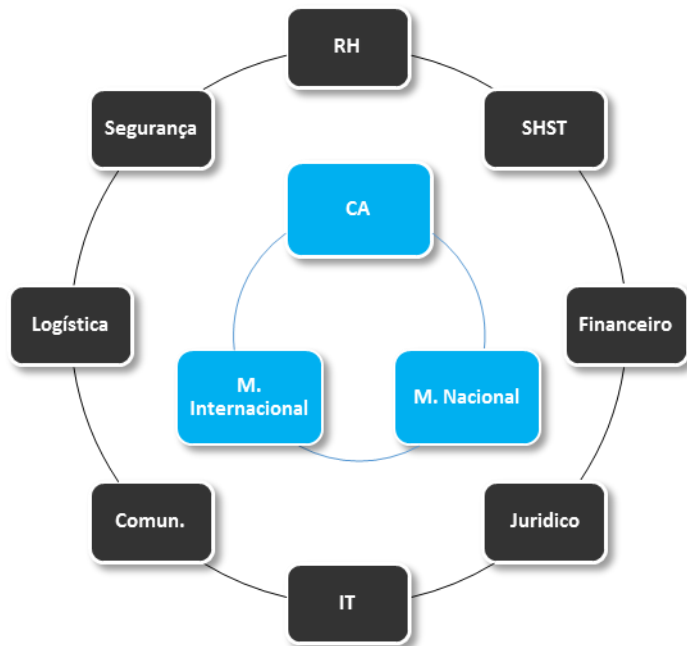 RH
Segurança
SHST
CA
Logística
Financeiro
M.
Internacional
M. Nacional
Comun.
Juridico
IT